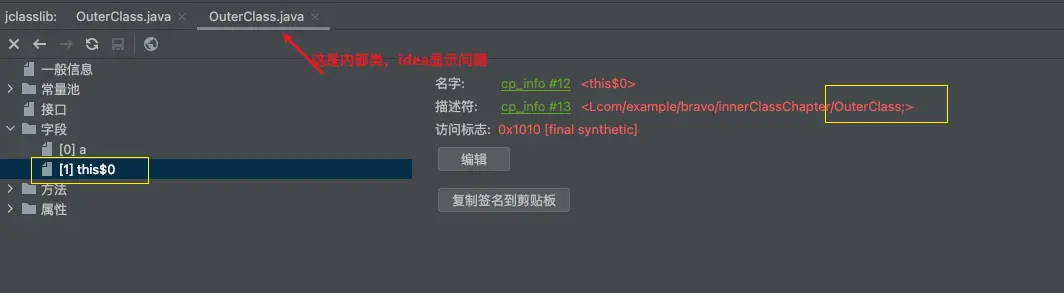 jclasslib: OuterClass.java OuterClass.java
这是内部类，idea显示问题
一般信息
常量池
接口
字段
[0] a
[1] this$0
方法
属性
名字: cp_info #12 <this$0>
描述符: cp_info #13 <Lcom/example/bravo/innerClassChapter/OuterClass;>
访问标志: 0x1010 [final synthetic]
编辑
复制签名到剪贴板